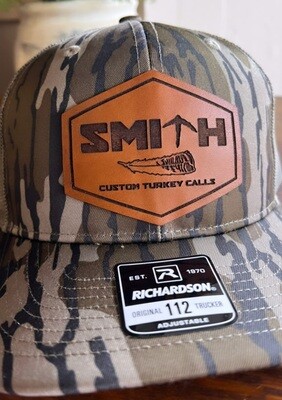 SMITH
CUSTOM TURKEY CALLS
EST. R 1970
RICHARDSON®
ORIGINAL 112 TRUCKER
ADJUSTABLE